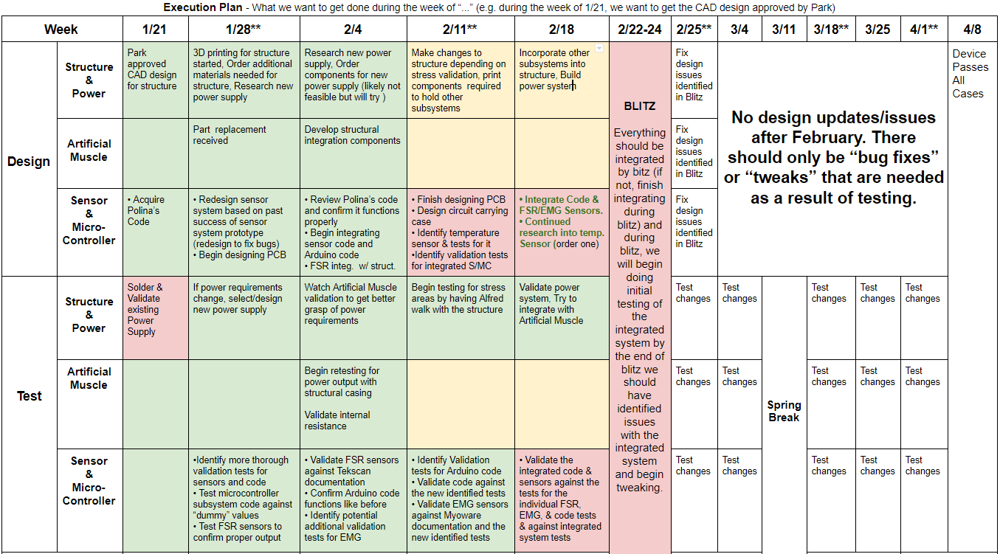 Execution Plan - What we want to get done during the week of “...” (e.g. during the week of 1/21, we want to get the CAD design approved by Park)
Week
1/21
1/28**
2/4
2/11**
2/18
2/22-24
2/25**
3/4
3/11
3/18**
3/25
4/1**
4/8
Design
Structure
&
Power
Park
approved
CAD design
for structure
3D printing for structure
started, Order additional
materials needed for
structure, Research new
power supply
Research new power
supply, Order
components for new
power supply (likely not
feasible but will try )
Make changes to
structure depending on
stress validation, print
components required
to hold other
subsystems
Incorporate other
subsystems into
structure, Build
power system
BLITZ
Everything
should be
integrated
by bitz (if
not, finish
integrating
during
blitz) and
during
blitz, we
will begin
doing
initial
testing of
the
integrated
system by
the end of
blitz we
should
have
identified
issues
with the
integrated
system
and begin
tweaking.
Fix
design
issues
identified
in Blitz
No design updates/issues
after February. There
should only be “bug fixes”
or “tweaks” that are needed
as a result of testing.
Device
Passes
All
Cases
Artificial
Muscle
Part replacement
received
Develop structural
integration components
Fix
design
issues
identified
in Blitz
Sensor
&
Micro-
Controller
• Acquire
Polina’s
Code
• Redesign sensor
system based on past
success of sensor
system prototype
(redesign to fix bugs)
• Begin designing PCB
• Review Polina’s code
and confirm it functions
properly
• Begin integrating
sensor code and
Arduino code
• FSR integ. w/ struct.
• Finish designing PCB
• Design circuit carrying
case
• Identify temperature
sensor & tests for it
•Identify validation tests
for integrated S/MC
• Integrate Code &
FSR/EMG Sensors.
• Continued
research into temp.
Sensor (order one)
Fix
design
issues
identified
in Blitz
Test
Structure
&
Power
Solder &
Validate
existing
Power
Supply
If power requirements
change, select/design
new power supply
Watch Artificial Muscle
validation to get better
grasp of power
requirements
Begin testing for stress
areas by having Alfred
walk with the structure
Validate power
system, Try to
integrate with
Artificial Muscle
Test
changes
Test
changes
Spring
Break
Test
changes
Test
changes
Test
changes
Artificial
Muscle
Begin retesting for
power output with
structural casing
Validate internal
resistance
Test
changes
Test
changes
Test
changes
Test
changes
Test
changes
Sensor
&
Micro-
Controller
•Identify more thorough
validation tests for
sensors and code
• Test microcontroller
subsystem code against
“dummy” values
• Test FSR sensors to
confirm proper output
• Validate FSR sensors
against Tekscan
documentation
• Confirm Arduino code
functions like before
• Identify potential
additional validation
tests for EMG
• Identify Validation
tests for Arduino code
• Validate code against
the new identified tests
• Validate EMG sensors
against Myoware
documentation and the
new identified tests
• Validate the
integrated code &
sensors against the
tests for the
individual FSR,
EMG, & code tests
& against integrated
system tests
Test
changes
Test
changes
Test
changes
Test
changes
Test
changes